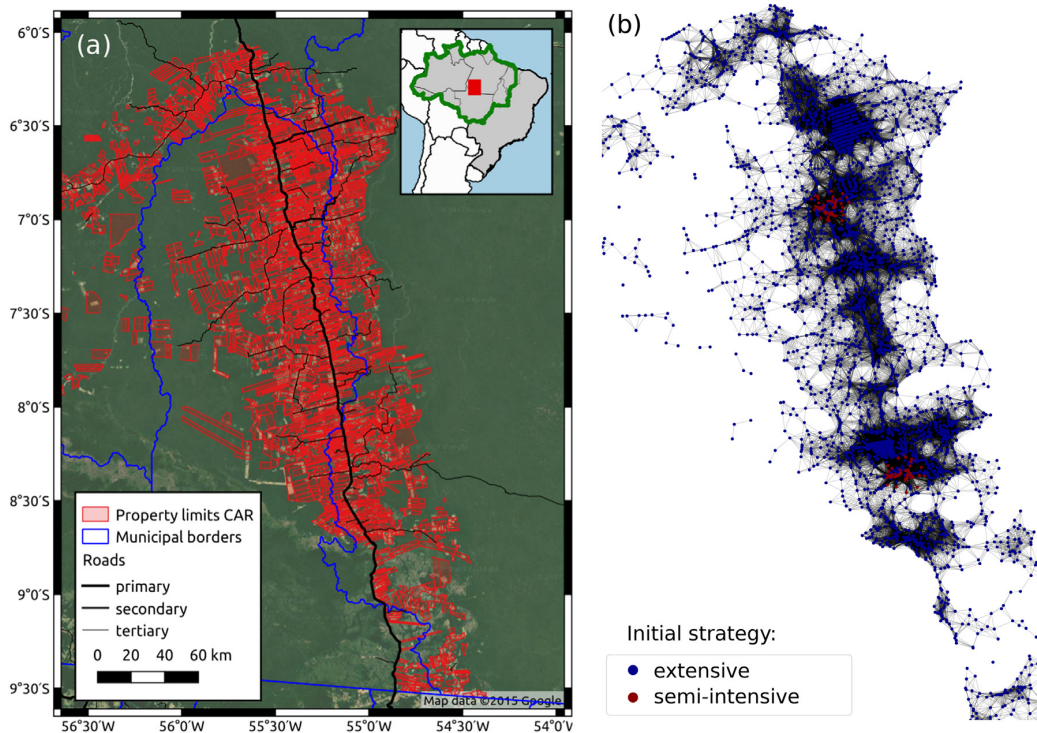 (a)
6°0'S
6°30'S
7°0'S
7°30'S
8°0'S
8°30'S
9°0'S
9°30'S
Property limits CAR
Municipal borders
Roads
primary
secondary
tertiary
0 20 40 60 km
Map data ©2015 Google
56°30'W 56°0'W 55°30'W 55°0'W 54°30'W 54°0'W
(b)
Initial strategy:
extensive
semi-intensive